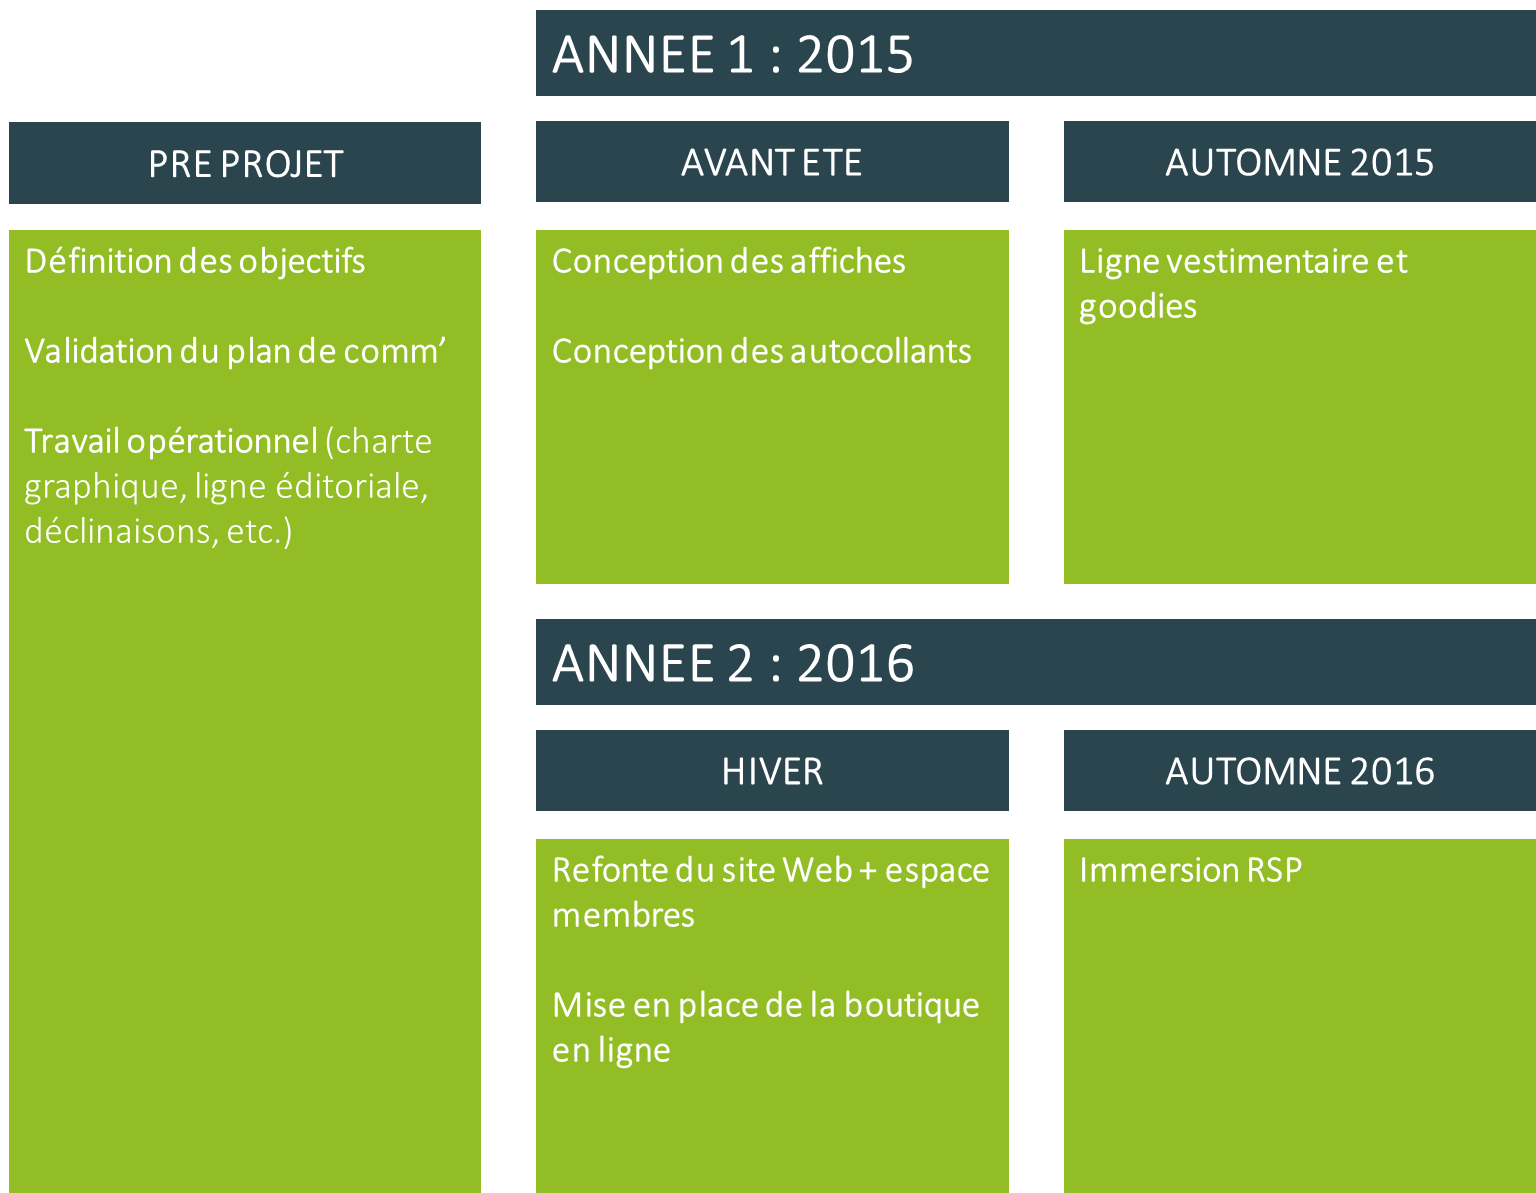 ANNEE 1 : 2015
PRE PROJET
Définition des objectifs
Validation du plan de comm’
Travail opérationnel (charte
graphique, ligne éditoriale,
déclinaisons, etc.)
AVANT ETE
Conception des affiches
Conception des autocollants
AUTOMNE 2015
Ligne vestimentaire et
goodies
ANNEE 2 : 2016
HIVER
Refonte du site Web + espace
membres
Mise en place de la boutique
en ligne
AUTOMNE 2016
Immersion RSP